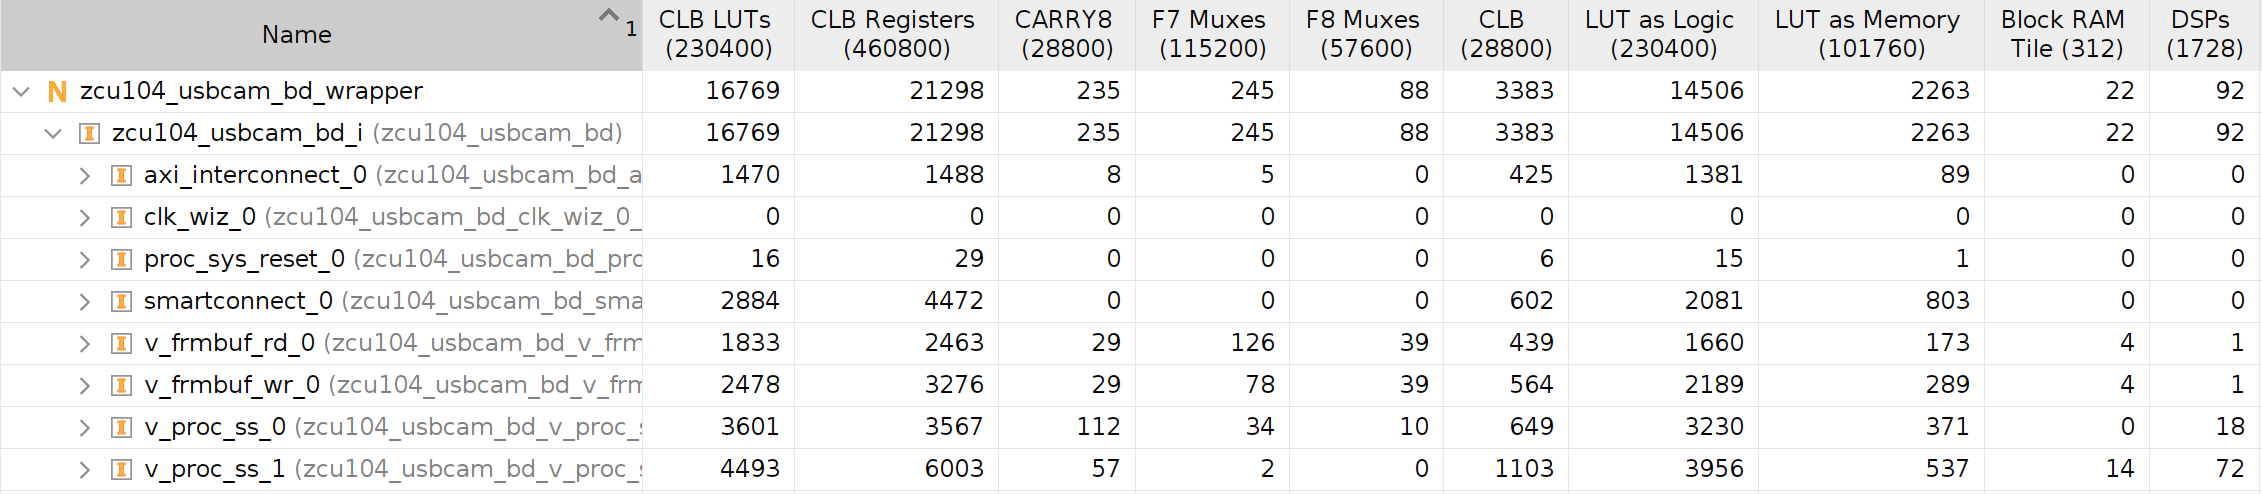 Name 1 CLB LUTs (230400) CLB Registers (460800) CARRY8 (28800) F7 Muxes (115200) F8 Muxes (57600) CLB (28800) LUT as Logic (230400) LUT as Memory (101760) Block RAM Tile (312) DSPs (1728)
N zcu104_usbcam_bd_wrapper 16769 21298 235 245 88 3383 14506 2263 22 92
I zcu104_usbcam_bd_i (zcu104_usbcam_bd) 16769 21298 235 245 88 3383 14506 2263 22 92
I axi_interconnect_0 (zcu104_usbcam_bd_a 1470 1488 8 5 0 425 1381 89 0 0
I clk_wiz_0 (zcu104_usbcam_bd_clk_wiz_0_ 0 0 0 0 0 0 0 0 0 0
I proc_sys_reset_0 (zcu104_usbcam_bd_pro 16 29 0 0 0 6 15 1 0 0
I smartconnect_0 (zcu104_usbcam_bd_sma 2884 4472 0 0 0 602 2081 803 0 0
I v_frmbuf_rd_0 (zcu104_usbcam_bd_v_frm 1833 2463 29 126 39 439 1660 173 4 1
I v_frmbuf_wr_0 (zcu104_usbcam_bd_v_frm 2478 3276 29 78 39 564 2189 289 4 1
I v_proc_ss_0 (zcu104_usbcam_bd_v_proc_s 3601 3567 112 34 10 649 3230 371 0 18
I v_proc_ss_1 (zcu104_usbcam_bd_v_proc_s 4493 6003 57 2 0 1103 3956 537 14 72